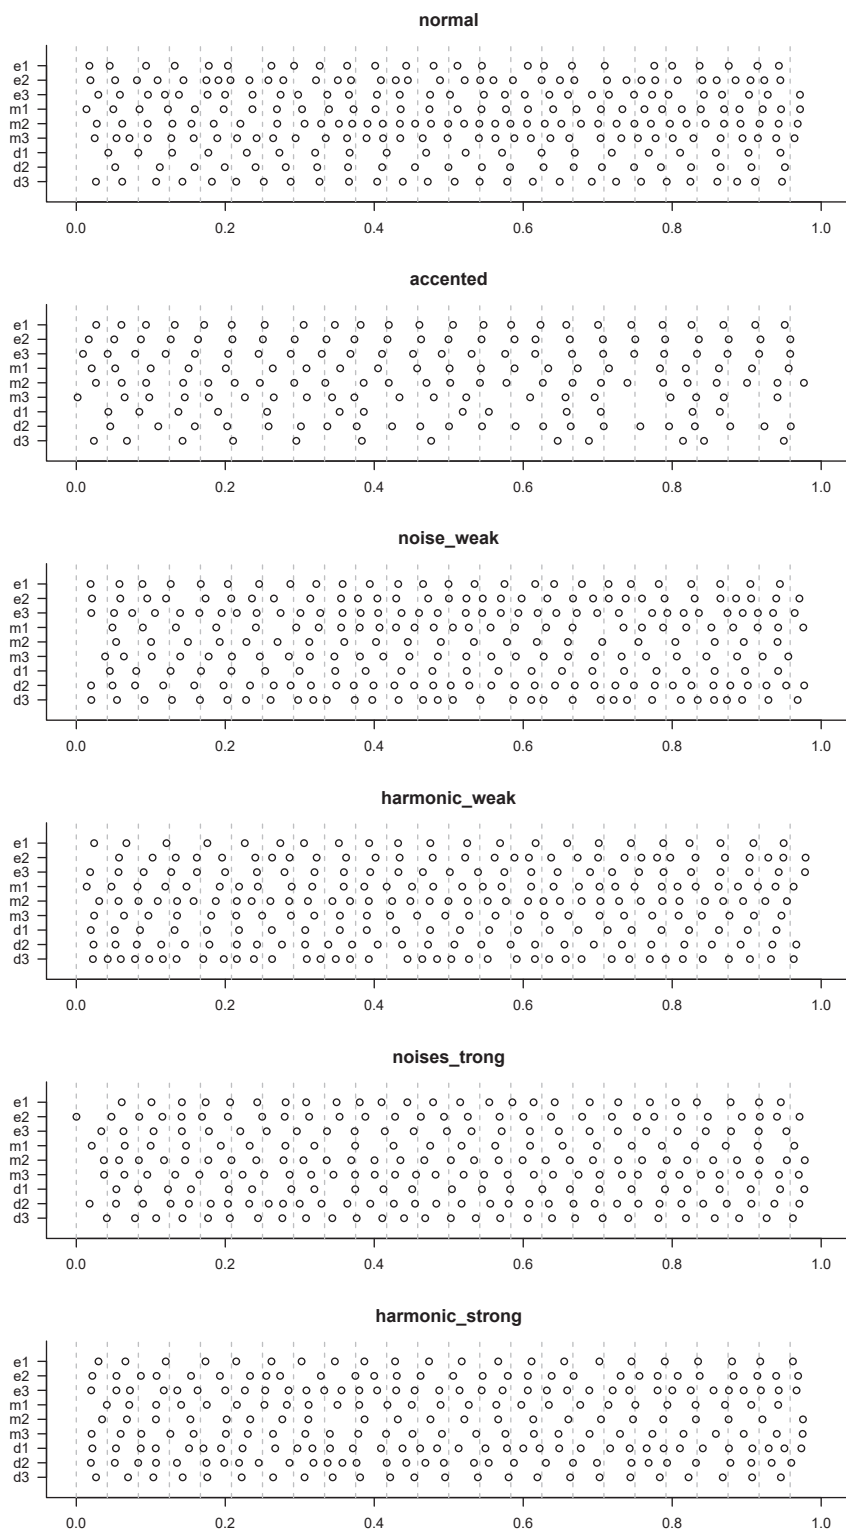 normal
e1
e2
e3
m1
m2
m3
d1
d2
d3
0.0 0.2 0.4 0.6 0.8 1.0
accented
e1
e2
e3
m1
m2
m3
d1
d2
d3
0.0 0.2 0.4 0.6 0.8 1.0
noise_weak
e1
e2
e3
m1
m2
m3
d1
d2
d3
0.0 0.2 0.4 0.6 0.8 1.0
harmonic_weak
e1
e2
e3
m1
m2
m3
d1
d2
d3
0.0 0.2 0.4 0.6 0.8 1.0
noises_trong
e1
e2
e3
m1
m2
m3
d1
d2
d3
0.0 0.2 0.4 0.6 0.8 1.0
harmonic_strong
e1
e2
e3
m1
m2
m3
d1
d2
d3
0.0 0.2 0.4 0.6 0.8 1.0